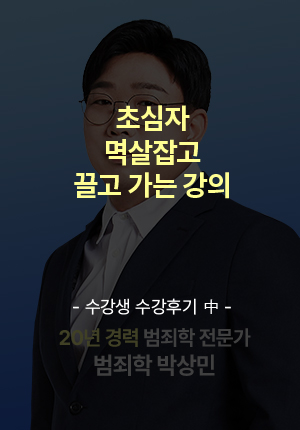 초심자
멱살잡고
끌고 가는 강의
- 수강생 수강후기 中 -
20년 경력 범죄학 전문가
범죄학 박상민